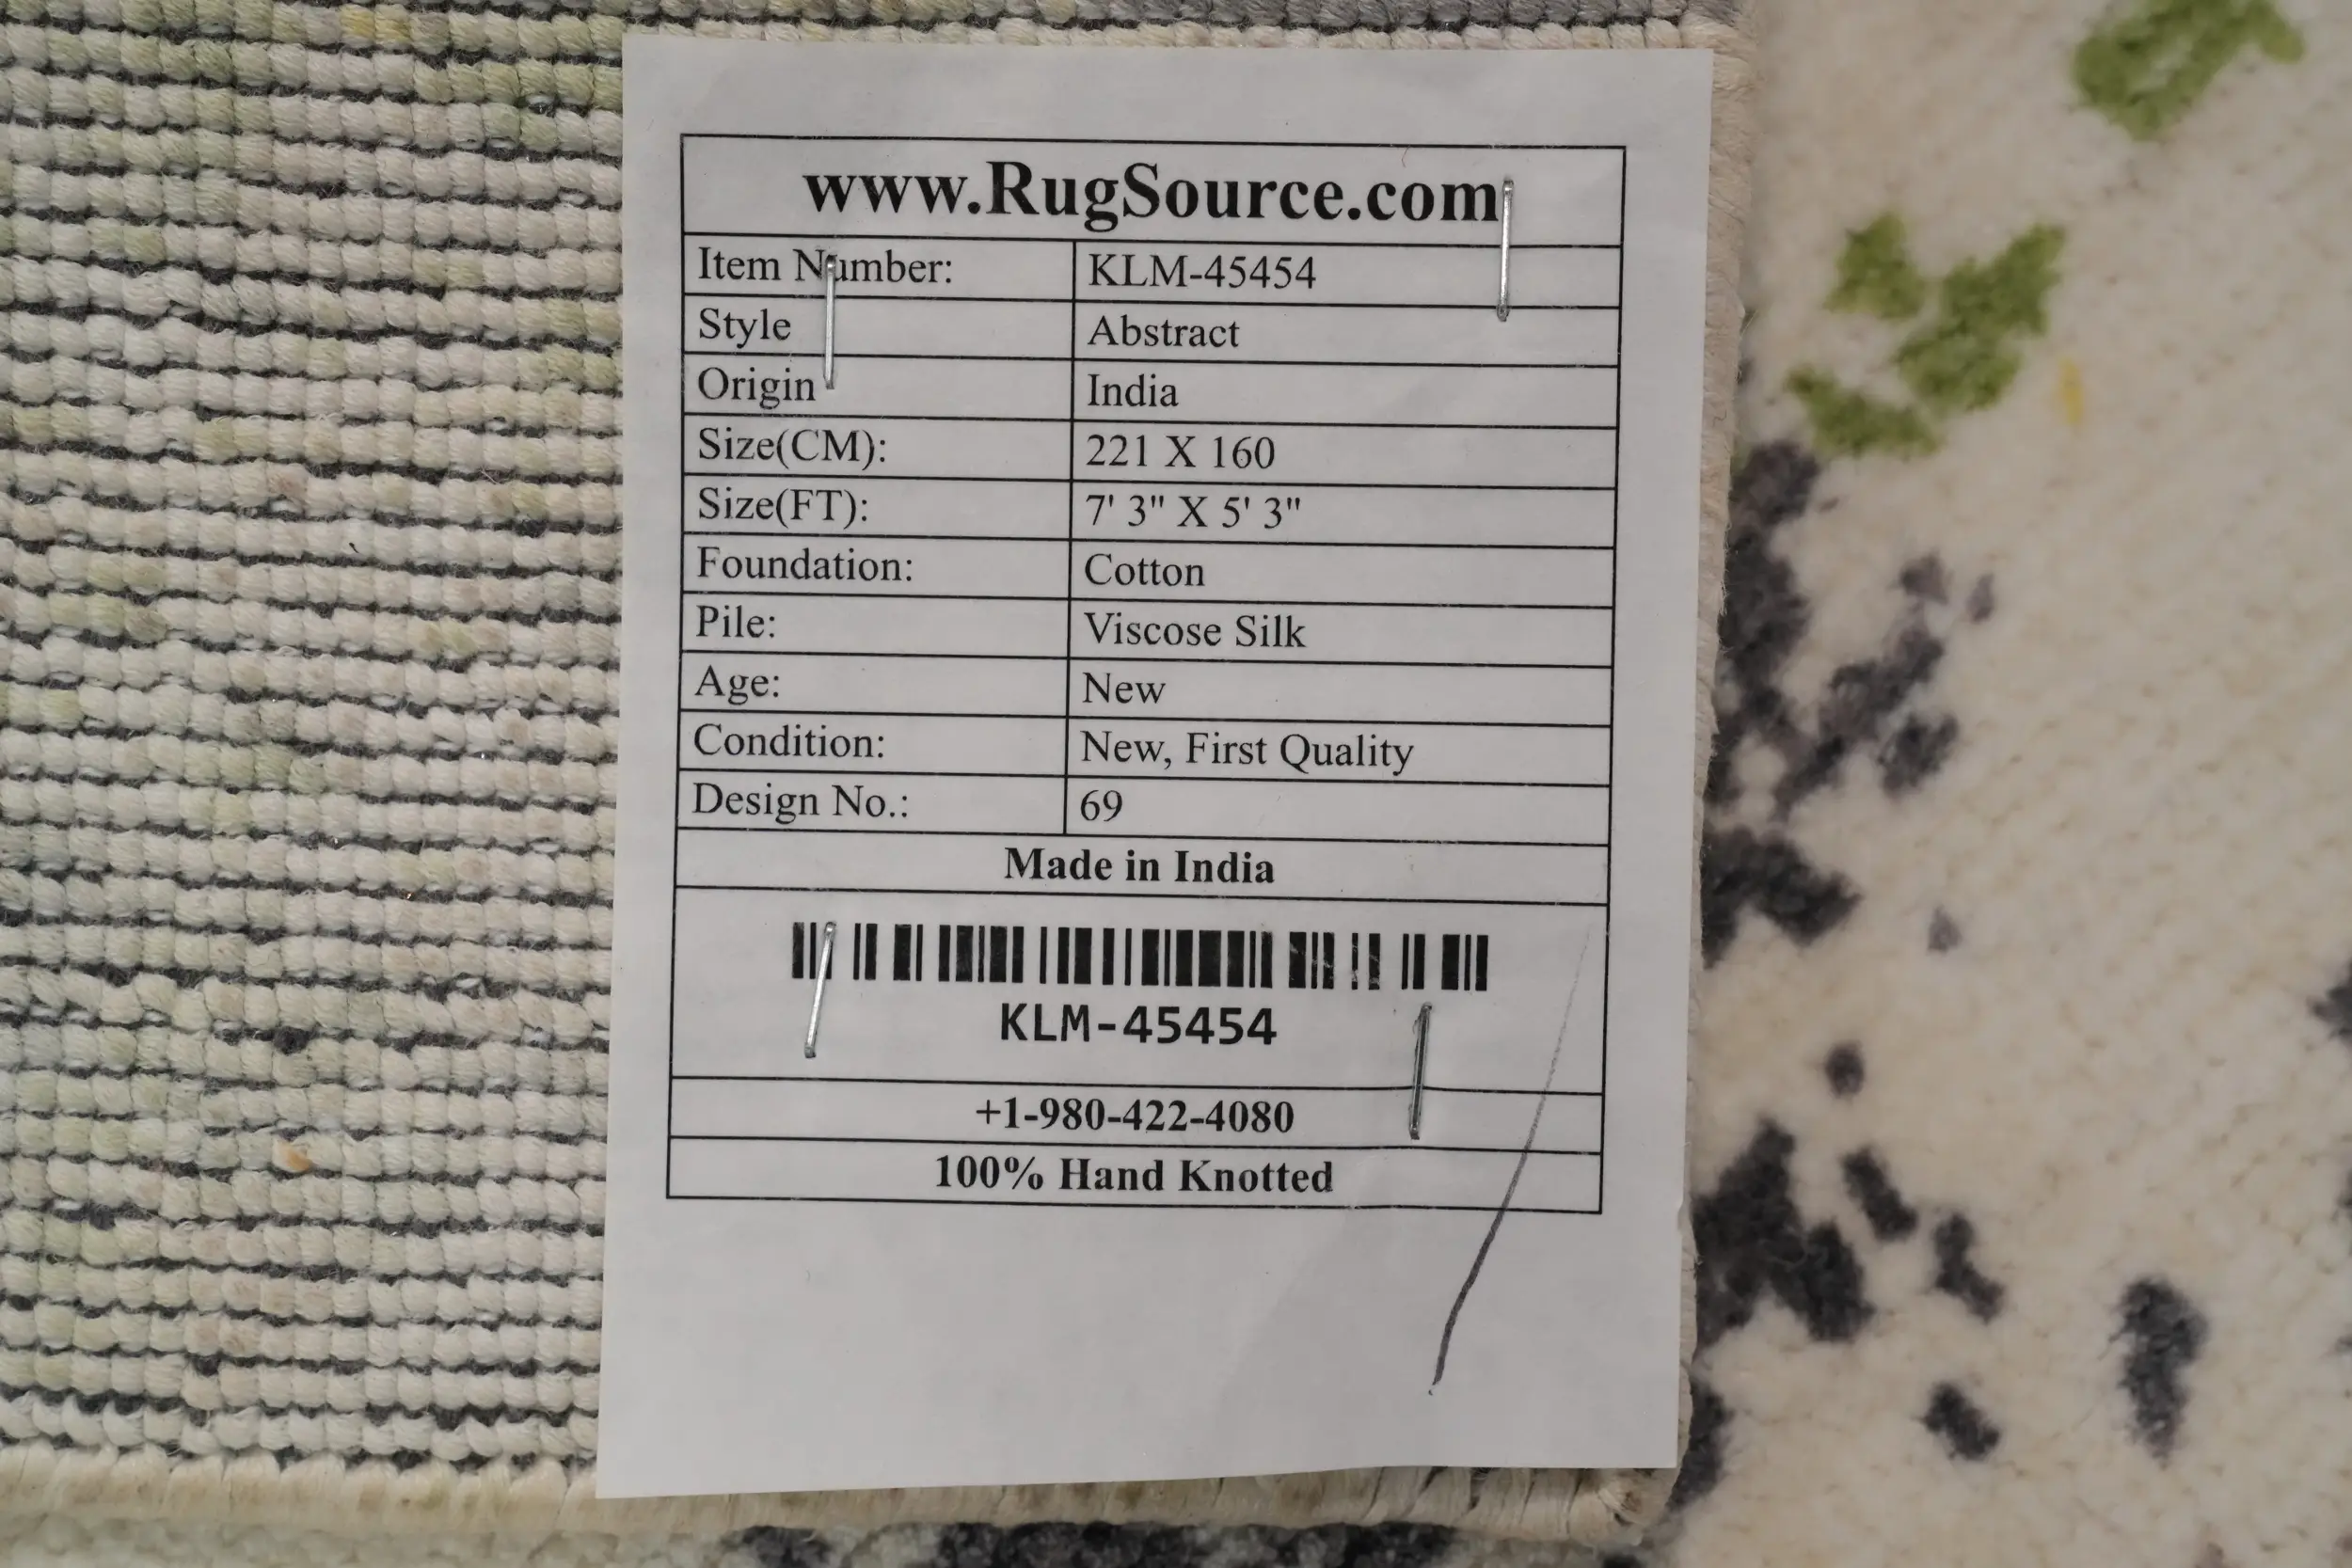 www.RugSource.com
Item Number: KLM-45454
Style Abstract
Origin India
Size(CM): 221 X 160
Size(FT): 7' 3" X 5' 3"
Foundation: Cotton
Pile: Viscose Silk
Age: New
Condition: New, First Quality
Design No.: 69
Made in India
KLM-45454
+1-980-422-4080
100% Hand Knotted